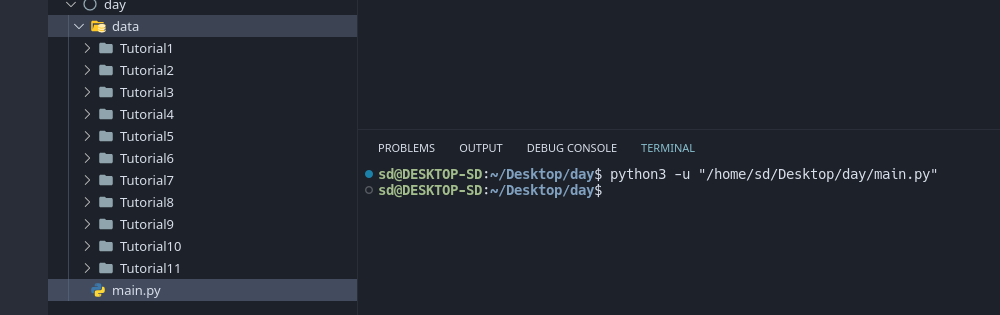 day
data
Tutorial1
Tutorial2
Tutorial3
Tutorial4
Tutorial5
Tutorial6
Tutorial7
Tutorial8
Tutorial9
Tutorial10
Tutorial11
main.py
PROBLEMS OUTPUT DEBUG CONSOLE TERMINAL
sd@DESKTOP-SD:~/Desktop/day$ python3 -u "/home/sd/Desktop/day/main.py"
sd@DESKTOP-SD:~/Desktop/day$